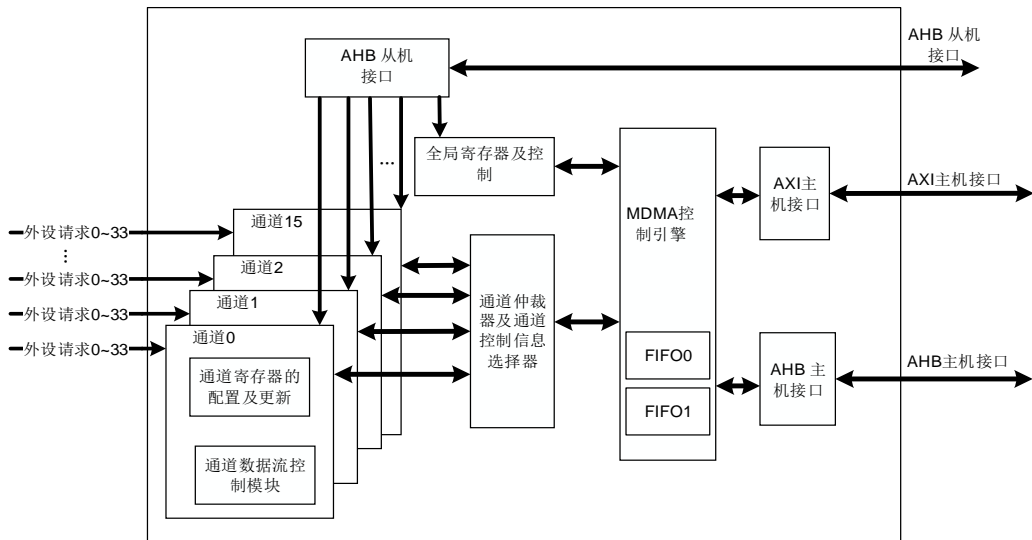 AHB 从机
接口
AHB 从机
接口
全局寄存器及控
制
...
MDMA控
制引擎
AXI主
机接口
AXI主机接口
通道15
外设请求0~33
...
通道2
外设请求0~33
通道1
外设请求0~33
通道0
外设请求0~33
通道仲裁
器及通道
控制信息
选择器
FIFO0
FIFO1
AHB 主
机接口
AHB主机接口
通道寄存器的
配置及更新
通道数据流控
制模块